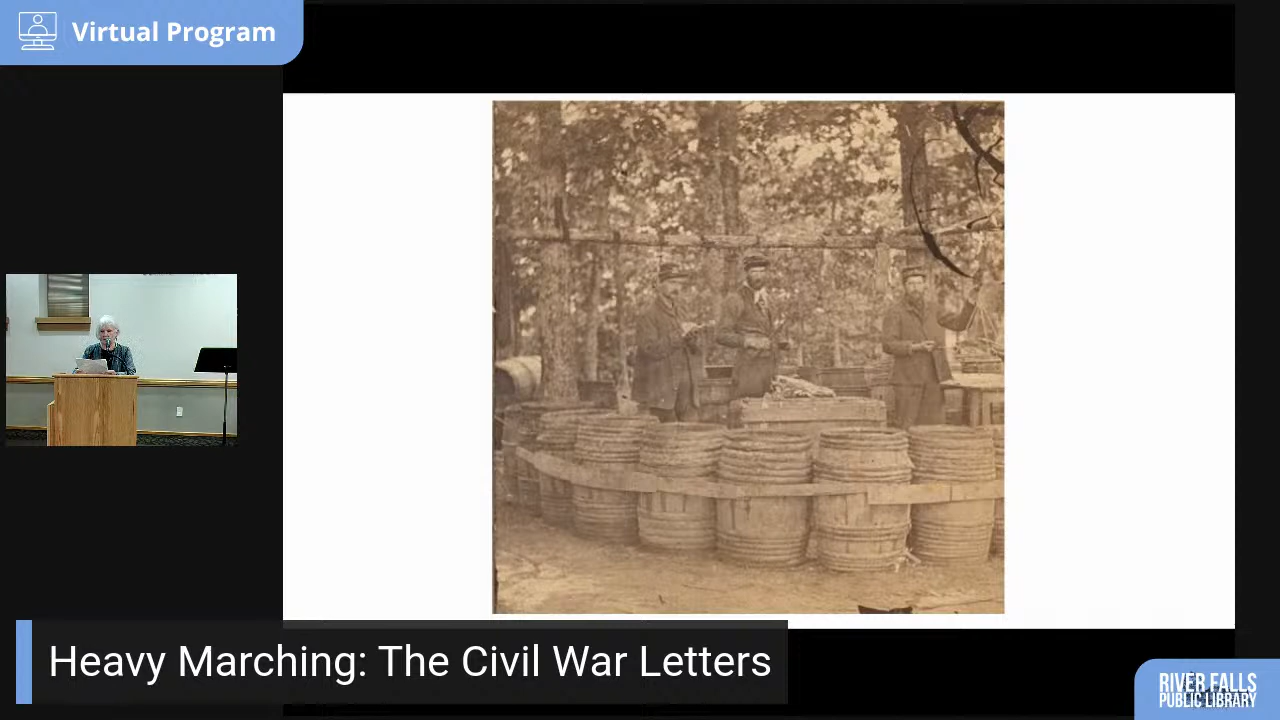 Virtual Program
Heavy Marching: The Civil War Letters
RIVER FALLS
PUBLIC LIBRARY